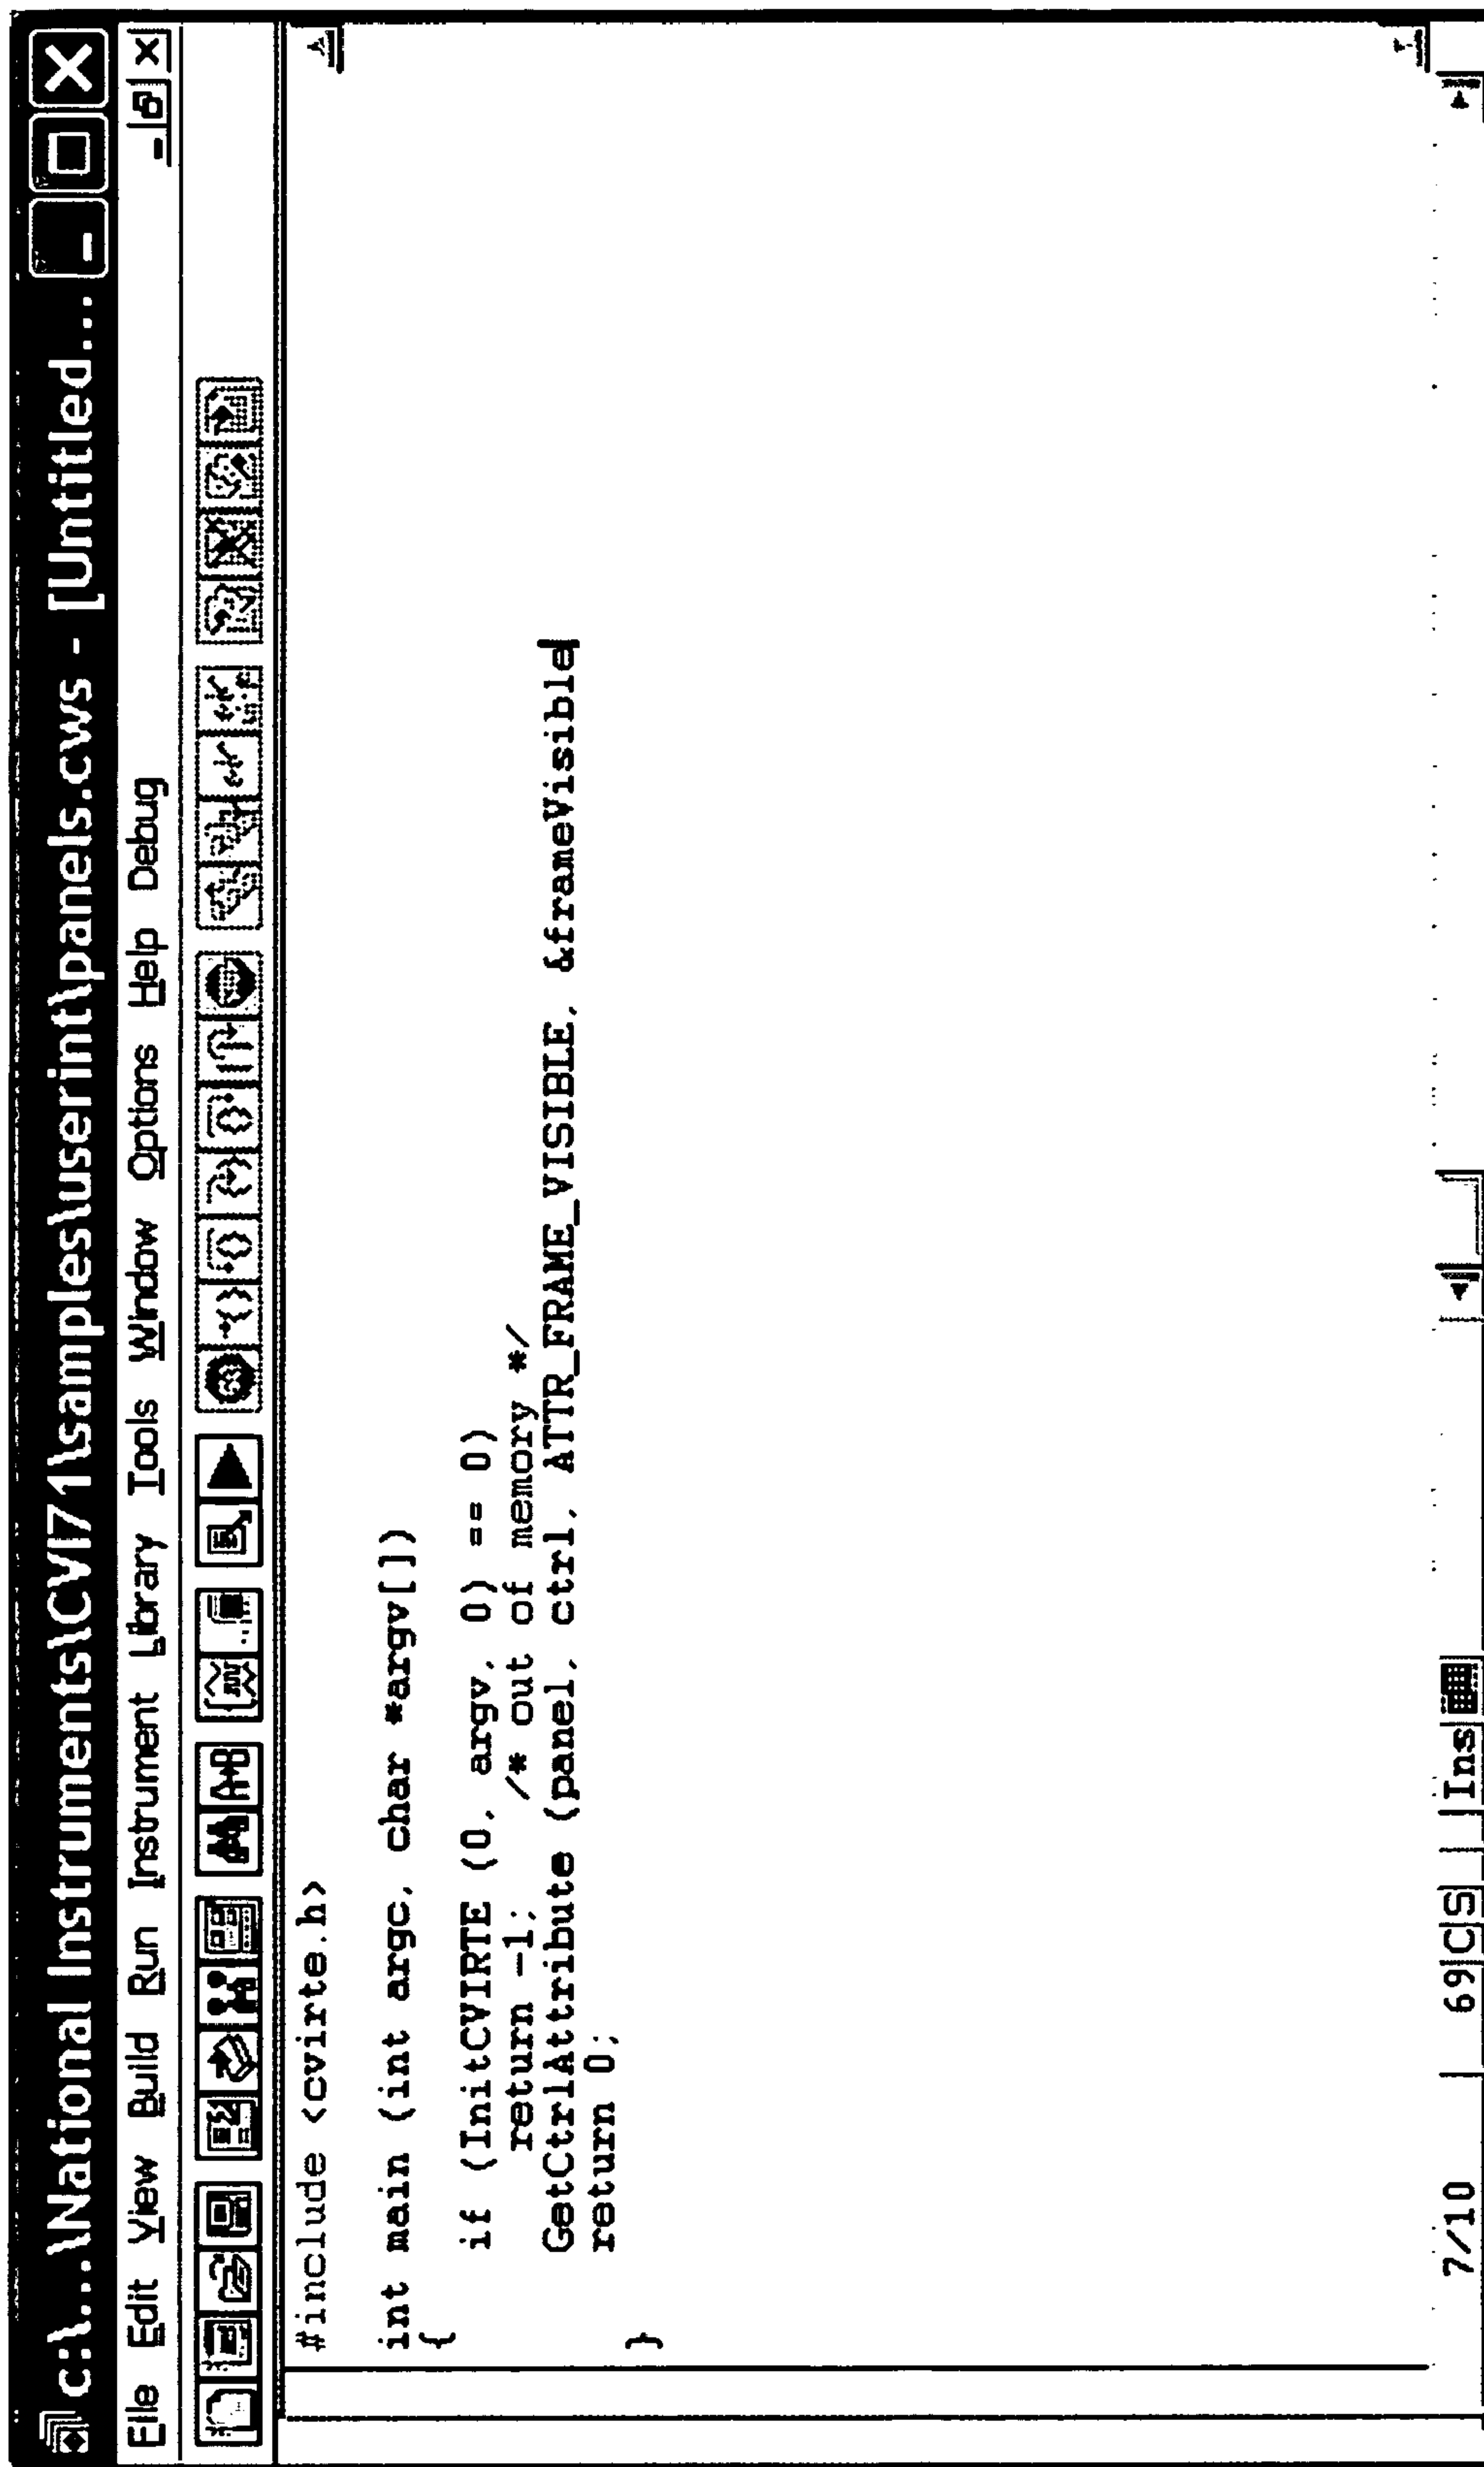 c:\...\National Instruments\CVI71\samples\userint\panels.cws - [Untitled...
File Edit View Build Run Instrument Library Tools Window Options Help Debug
#include <cvirte.h>
int main (int argc, char *argv[])
{
if (InitCVIRTE (0, argv, 0) == 0)
return -1; /* out of memory */
GetCtrlAttribute (panel, ctrl, ATTR_FRAME_VISIBLE, &frameVisible
return 0;
}
7/10 69 C S Ins